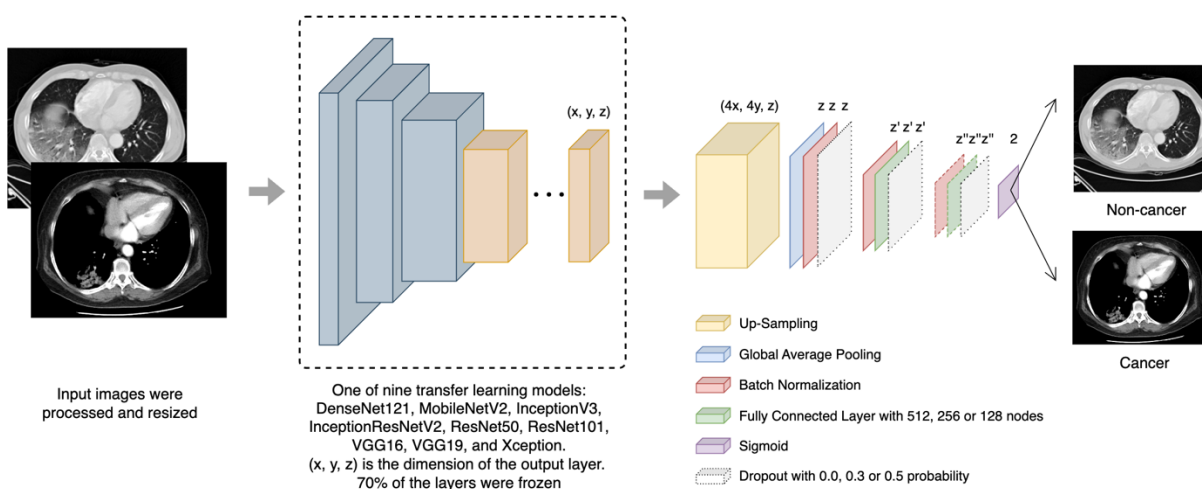 Input images were
processed and resized
(x, y, z)
One of nine transfer learning models:
DenseNet121, MobileNetV2, InceptionV3,
InceptionResNetV2, ResNet50, ResNet101,
VGG16, VGG19, and Xception.
(x, y, z) is the dimension of the output layer.
70% of the layers were frozen
(4x, 4y, z)
z z z
z' z' z'
z"z"z"
2
Up-Sampling
Global Average Pooling
Batch Normalization
Fully Connected Layer with 512, 256 or 128 nodes
Sigmoid
Dropout with 0.0, 0.3 or 0.5 probability
Non-cancer
Cancer